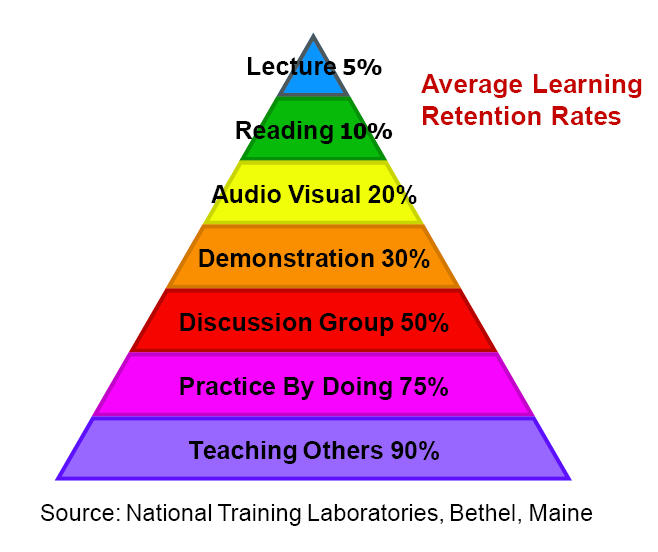 Lecture 5%
Average Learning
Retention Rates
Reading 10%
Audio Visual 20%
Demonstration 30%
Discussion Group 50%
Practice By Doing 75%
Teaching Others 90%
Source: National Training Laboratories, Bethel, Maine